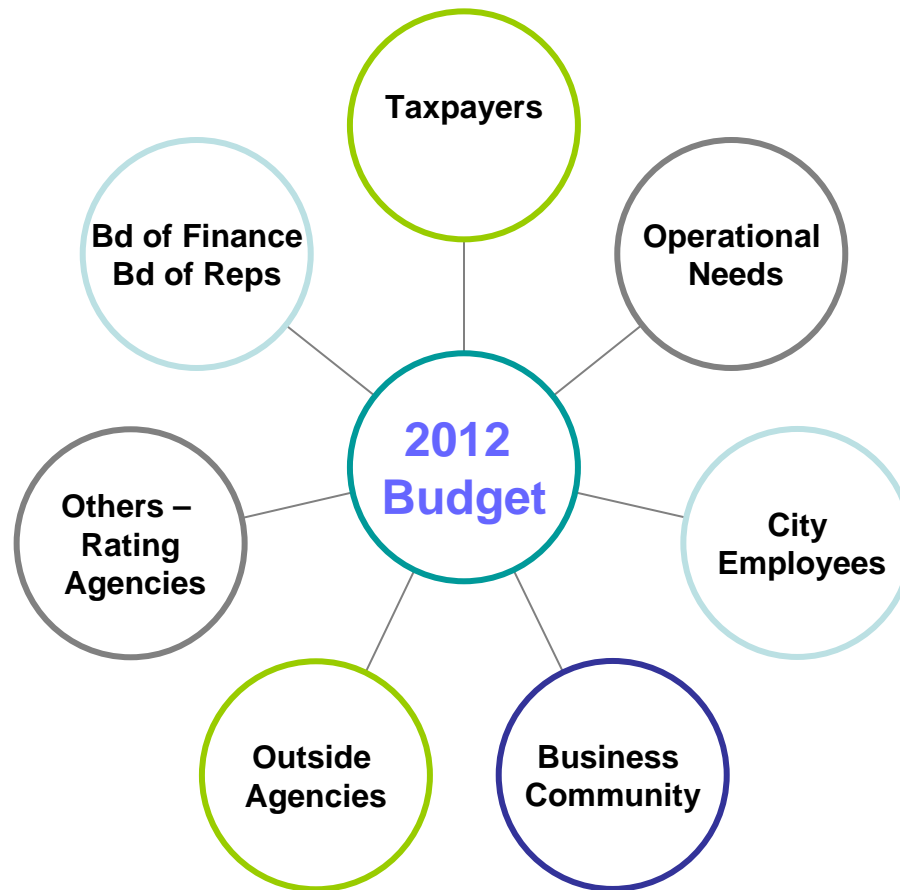 Taxpayers
Bd of Finance
Bd of Reps
Operational
Needs
2012
Budget
Others –
Rating
Agencies
City
Employees
Outside
Agencies
Business
Community